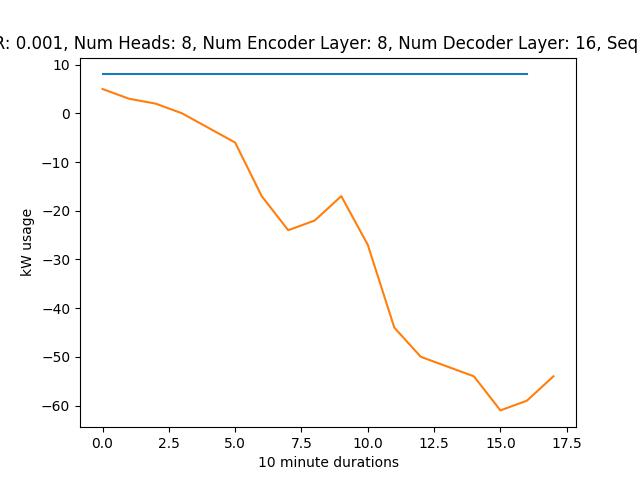 R: 0.001, Num Heads: 8, Num Encoder Layer: 8, Num Decoder Layer: 16, Seq
10
0
−10
−20
−30
−40
−50
−60
kW usage
0.0 2.5 5.0 7.5 10.0 12.5 15.0 17.5
10 minute durations